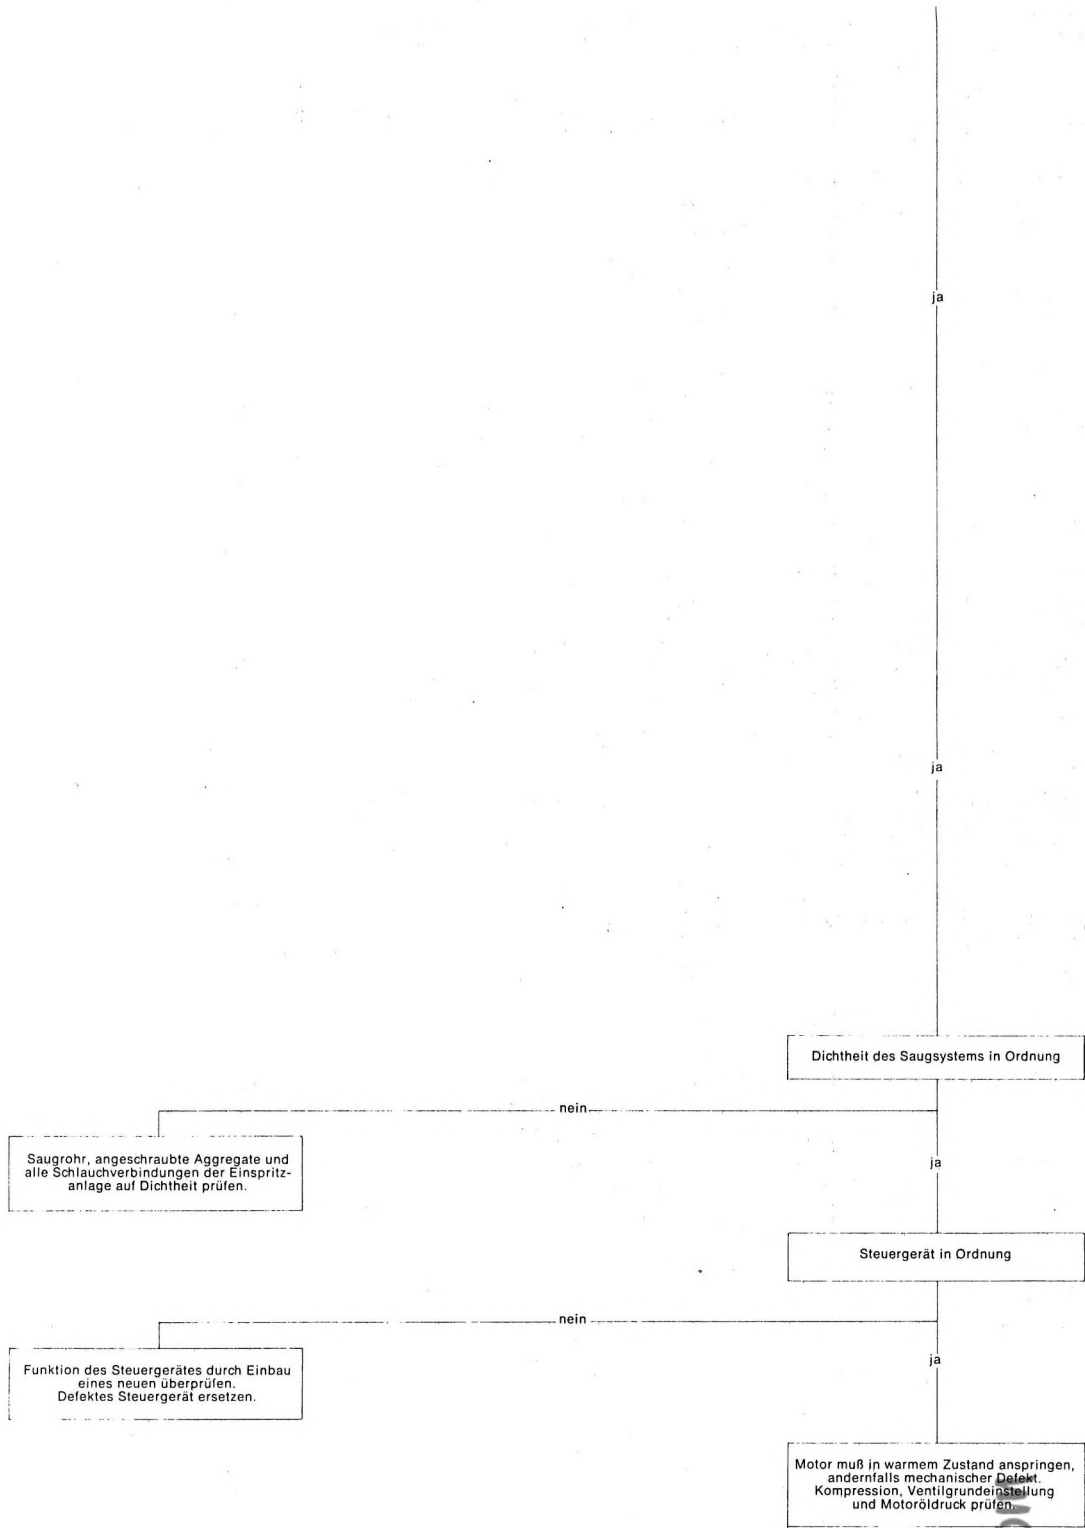 ja
ja
Dichtheit des Saugsystems in Ordnung
nein
Saugrohr, angeschraubte Aggregate und
alle Schlauchverbindungen der Einspritz-
anlage auf Dichtheit prüfen.
ja
Steuergerät in Ordnung
nein
Funktion des Steuergerätes durch Einbau
eines neuen überprüfen.
Defektes Steuergerät ersetzen.
ja
Motor muß in warmem Zustand anspringen,
andernfalls mechanischer Defekt.
Kompression, Ventilgrundeinstellung
und Motoröldruck prüfen.